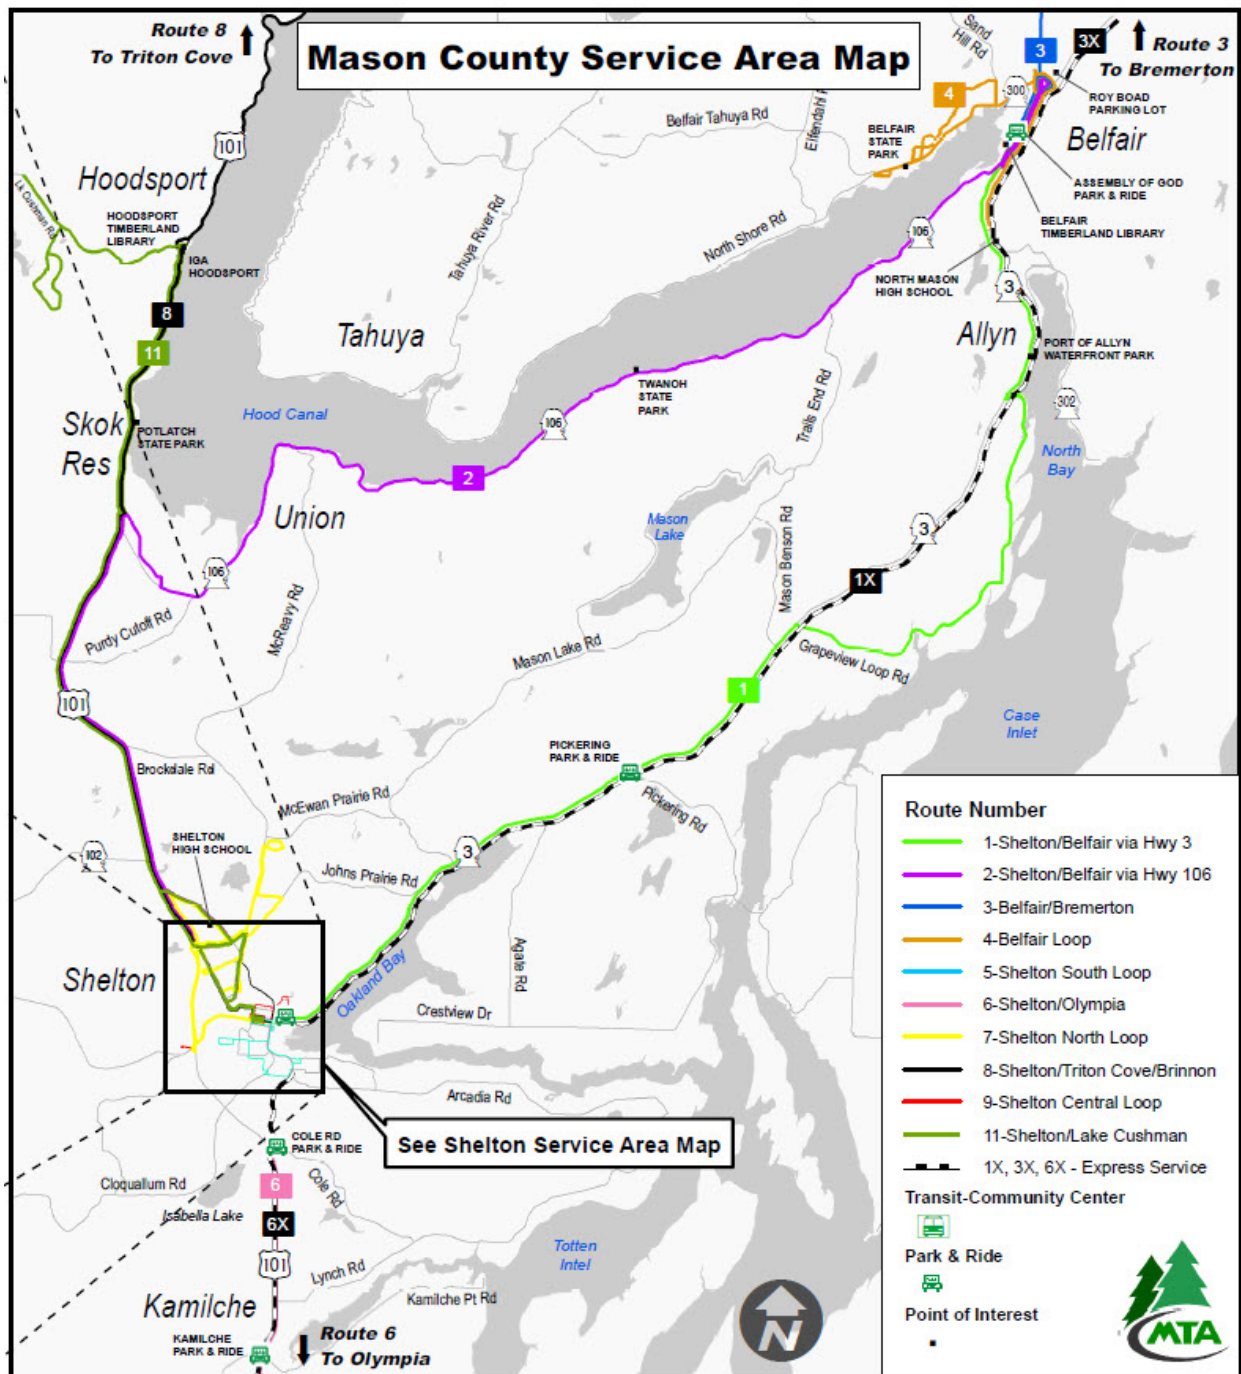 Route 8
To Triton Cove
Mason County Service Area Map
Sand
Hill Rd
3
3X
Route 3
To Bremerton
4
300
ROY BOAD
PARKING LOT
Belfair Tahuya Rd
Elfendahl
BELFAIR
STATE
PARK
Belfair
101
Hoodsport
Lk Cushman Rd
HOODSPORT
TIMBERLAND
LIBRARY
IGA
HOODSPORT
Tahuya River Rd
North Shore Rd
106
ASSEMBLY OF GOD
PARK & RIDE
BELFAIR
TIMBERLAND LIBRARY
NORTH MASON
HIGH SCHOOL
3
8
11
Tahuya
Allyn
PORT OF ALLYN
WATERFRONT PARK
TWANOH
STATE
PARK
Trails End Rd
302
Hood Canal
106
Skok
Res
POTLATCH
STATE PARK
North
Bay
2
Union
Mason
Lake
Mason Benson Rd
3
106
1X
McReavy Rd
Purdy Cutoff Rd
Mason Lake Rd
Grapeview Loop Rd
101
1
Case
Inlet
PICKERING
PARK & RIDE
Brockdale Rd
McEwan Prairie Rd
Pickering Rd
SHELTON
HIGH SCHOOL
102
3
Johns Prairie Rd
Shelton
Oakland Bay
Agate Rd
Crestview Dr
Arcadia Rd
See Shelton Service Area Map
COLE RD
PARK & RIDE
Cloquallum Rd
6
Cole Rd
Isabella Lake
6X
101
Lynch Rd
Totten
Intel
Kamilche
Kamilche Pt Rd
KAMILCHE
PARK & RIDE
Route 6
To Olympia
N
Route Number
1-Shelton/Belfair via Hwy 3
2-Shelton/Belfair via Hwy 106
3-Belfair/Bremerton
4-Belfair Loop
5-Shelton South Loop
6-Shelton/Olympia
7-Shelton North Loop
8-Shelton/Triton Cove/Brinnon
9-Shelton Central Loop
11-Shelton/Lake Cushman
1X, 3X, 6X - Express Service
Transit-Community Center
Park & Ride
Point of Interest
MTA